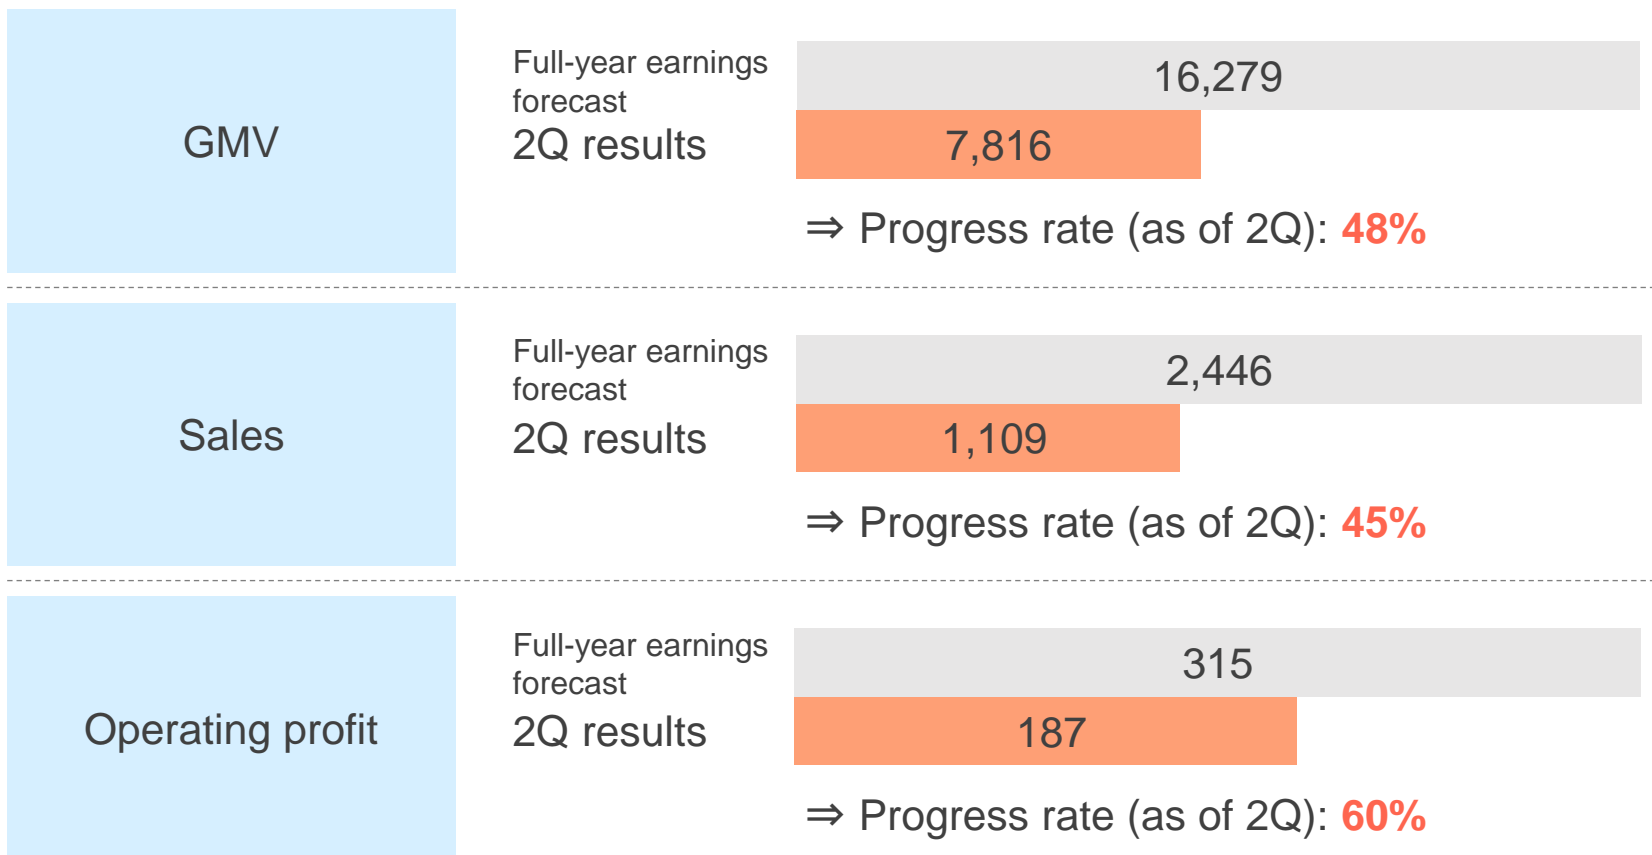 GMV
Full-year earnings
forecast
16,279
2Q results
7,816
⇒ Progress rate (as of 2Q): 48%
Sales
Full-year earnings
forecast
2,446
2Q results
1,109
⇒ Progress rate (as of 2Q): 45%
Operating profit
Full-year earnings
forecast
315
2Q results
187
⇒ Progress rate (as of 2Q): 60%